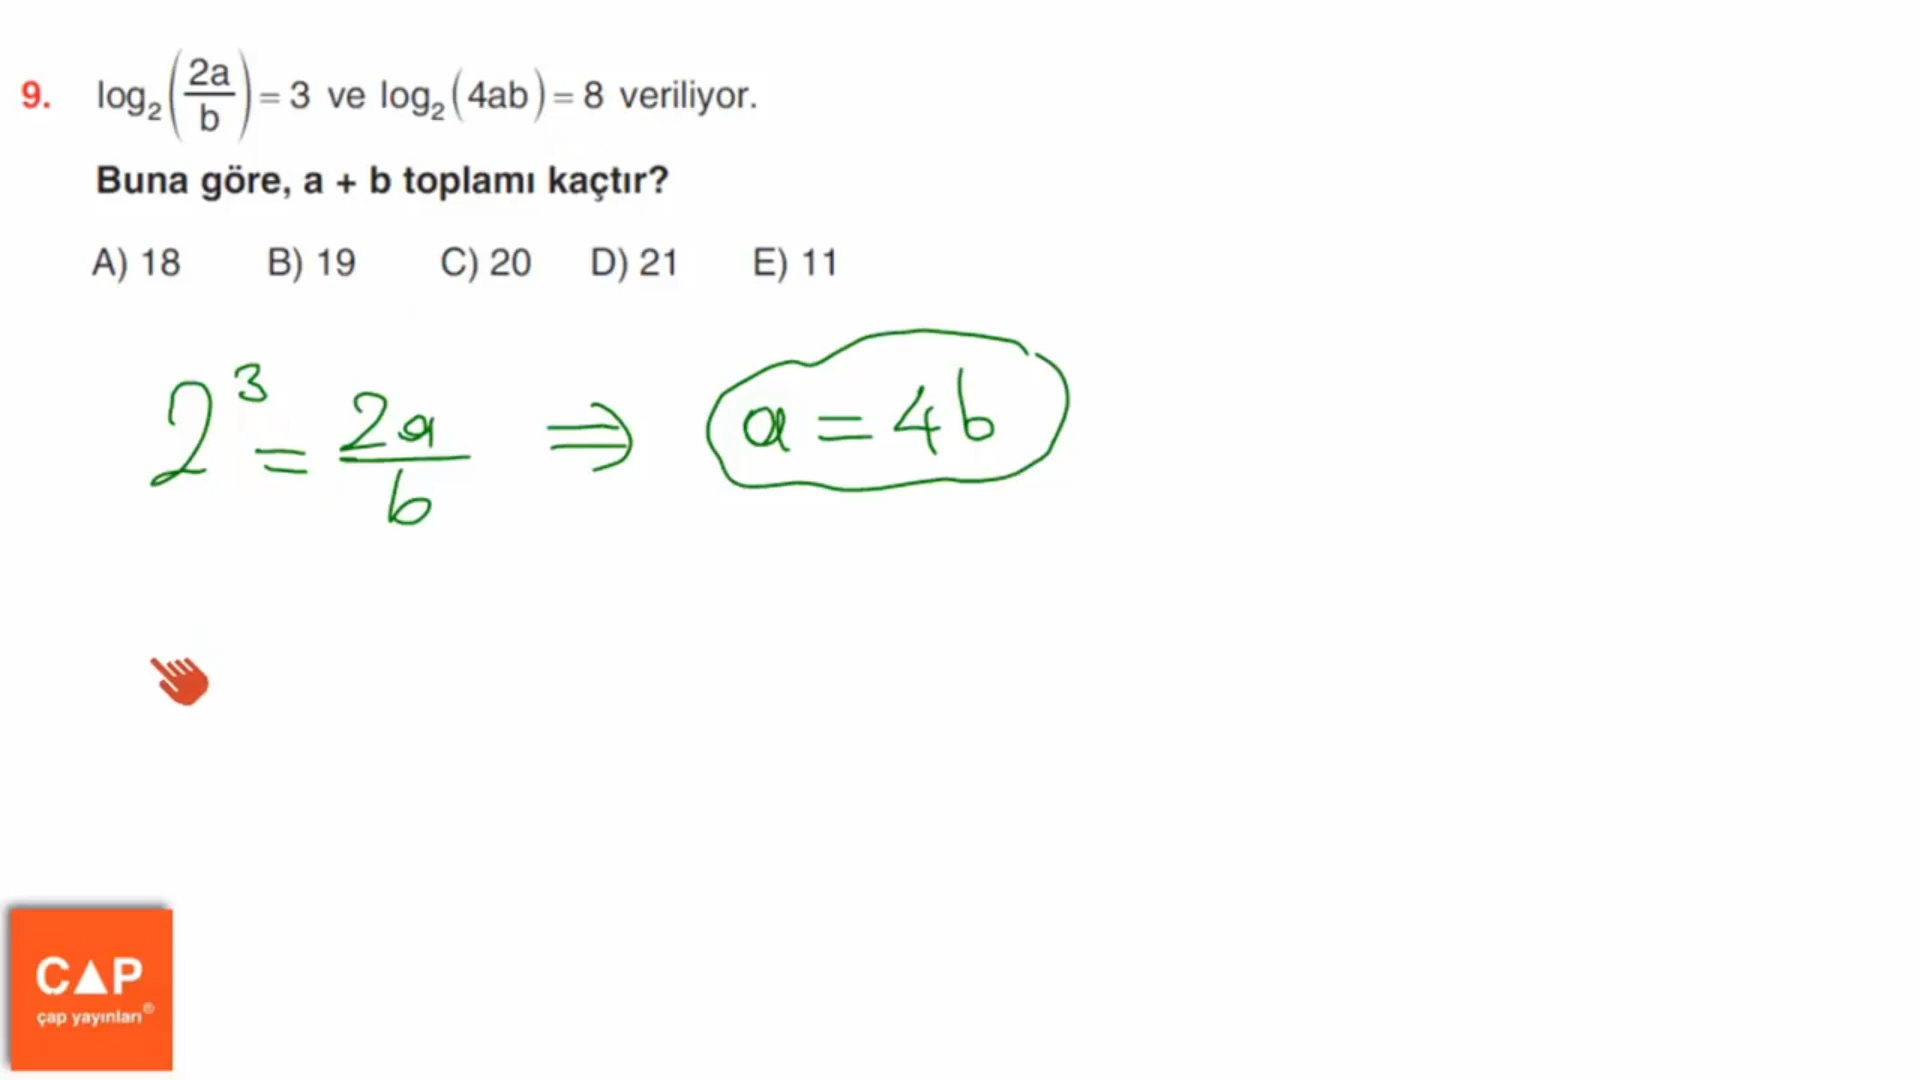 9. log₂(2a/b) = 3 ve log₂(4ab) = 8 veriliyor.
Buna göre, a + b toplamı kaçtır?
A) 18 B) 19 C) 20 D) 21 E) 11
2³ = 2a/b ⇒ a = 4b
CAP
çap yayınları®